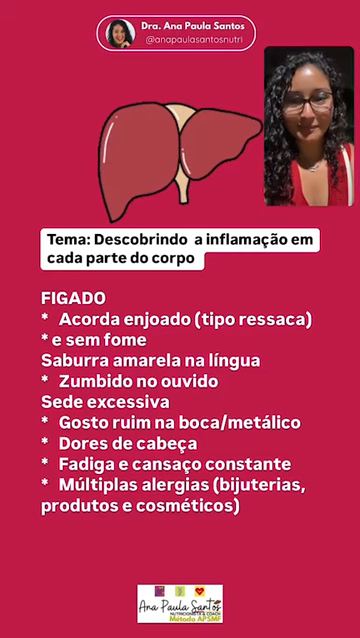 Dra. Ana Paula Santos
@anapaulasantosnutri
Tema: Descobrindo a inflamação em
cada parte do corpo
FIGADO
* Acorda enjoado (tipo ressaca)
* e sem fome
Saburra amarela na língua
* Zumbido no ouvido
Sede excessiva
* Gosto ruim na boca/metálico
* Dores de cabeça
* Fadiga e cansaço constante
* Múltiplas alergias (bijuterias,
produtos e cosméticos)
Ana Paula Santos
NUTRICIONISTA & COACH
Método APSMF